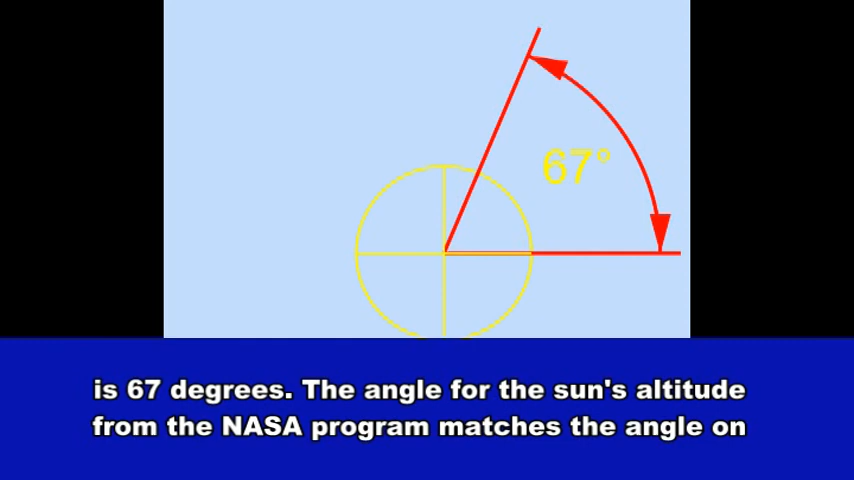 67°
is 67 degrees. The angle for the sun's altitude
from the NASA program matches the angle on